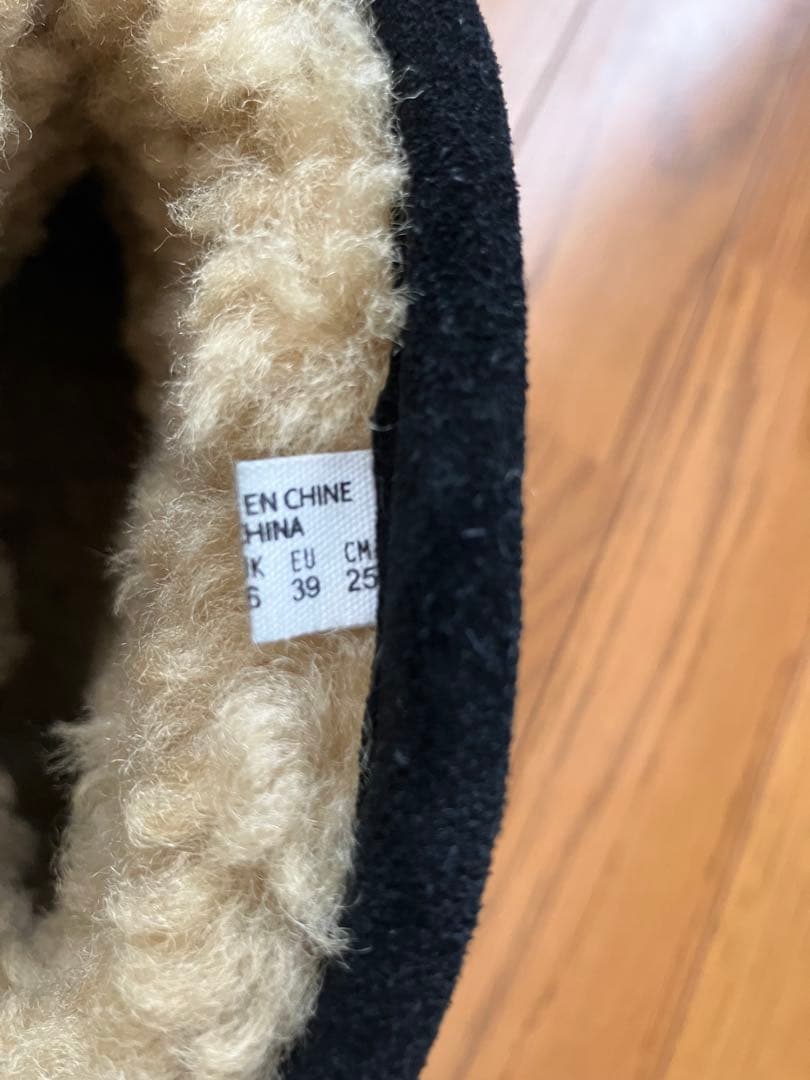 EN CHINE
HINA
K EU CM
6 39 25